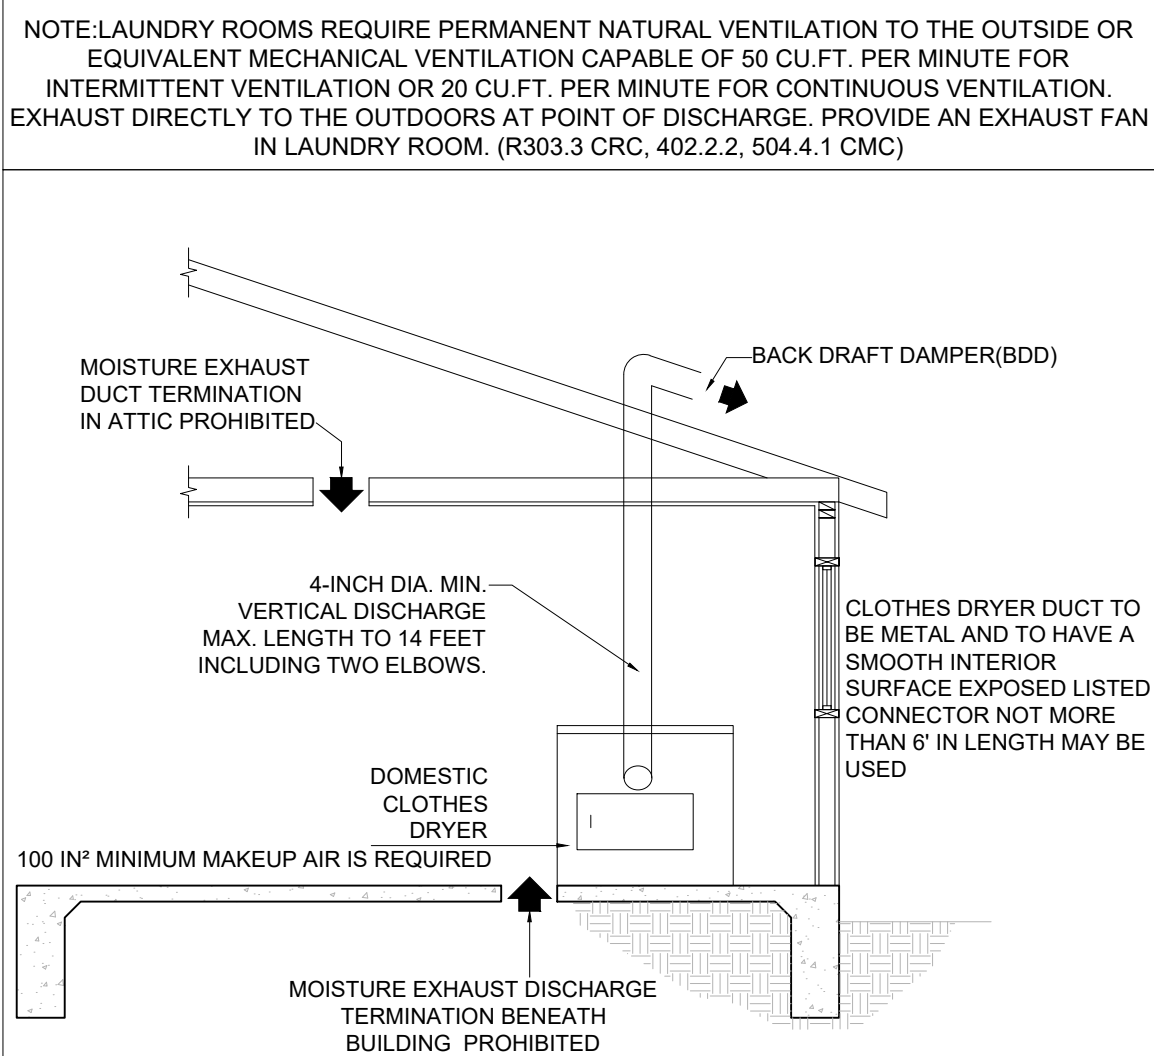 NOTE:LAUNDRY ROOMS REQUIRE PERMANENT NATURAL VENTILATION TO THE OUTSIDE OR
EQUIVALENT MECHANICAL VENTILATION CAPABLE OF 50 CU.FT. PER MINUTE FOR
INTERMITTENT VENTILATION OR 20 CU.FT. PER MINUTE FOR CONTINUOUS VENTILATION.
EXHAUST DIRECTLY TO THE OUTDOORS AT POINT OF DISCHARGE. PROVIDE AN EXHAUST FAN
IN LAUNDRY ROOM. (R303.3 CRC, 402.2.2, 504.4.1 CMC)
BACK DRAFT DAMPER(BDD)
MOISTURE EXHAUST
DUCT TERMINATION
IN ATTIC PROHIBITED
4-INCH DIA. MIN.
VERTICAL DISCHARGE
MAX. LENGTH TO 14 FEET
INCLUDING TWO ELBOWS.
CLOTHES DRYER DUCT TO
BE METAL AND TO HAVE A
SMOOTH INTERIOR
SURFACE EXPOSED LISTED
CONNECTOR NOT MORE
THAN 6' IN LENGTH MAY BE
USED
DOMESTIC
CLOTHES
DRYER
100 IN² MINIMUM MAKEUP AIR IS REQUIRED
MOISTURE EXHAUST DISCHARGE
TERMINATION BENEATH
BUILDING PROHIBITED